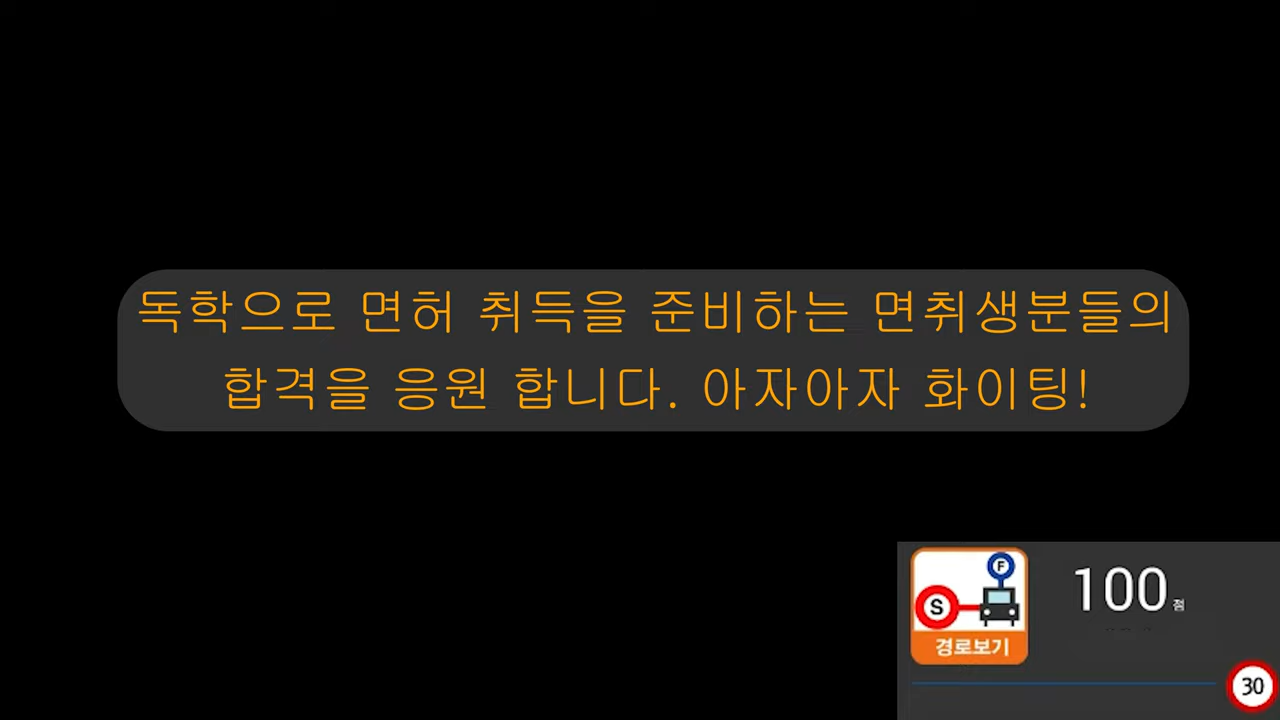 독학으로 면허 취득을 준비하는 면취생분들의
합격을 응원 합니다. 아자아자 화이팅!
F
S
경로보기
100점
30